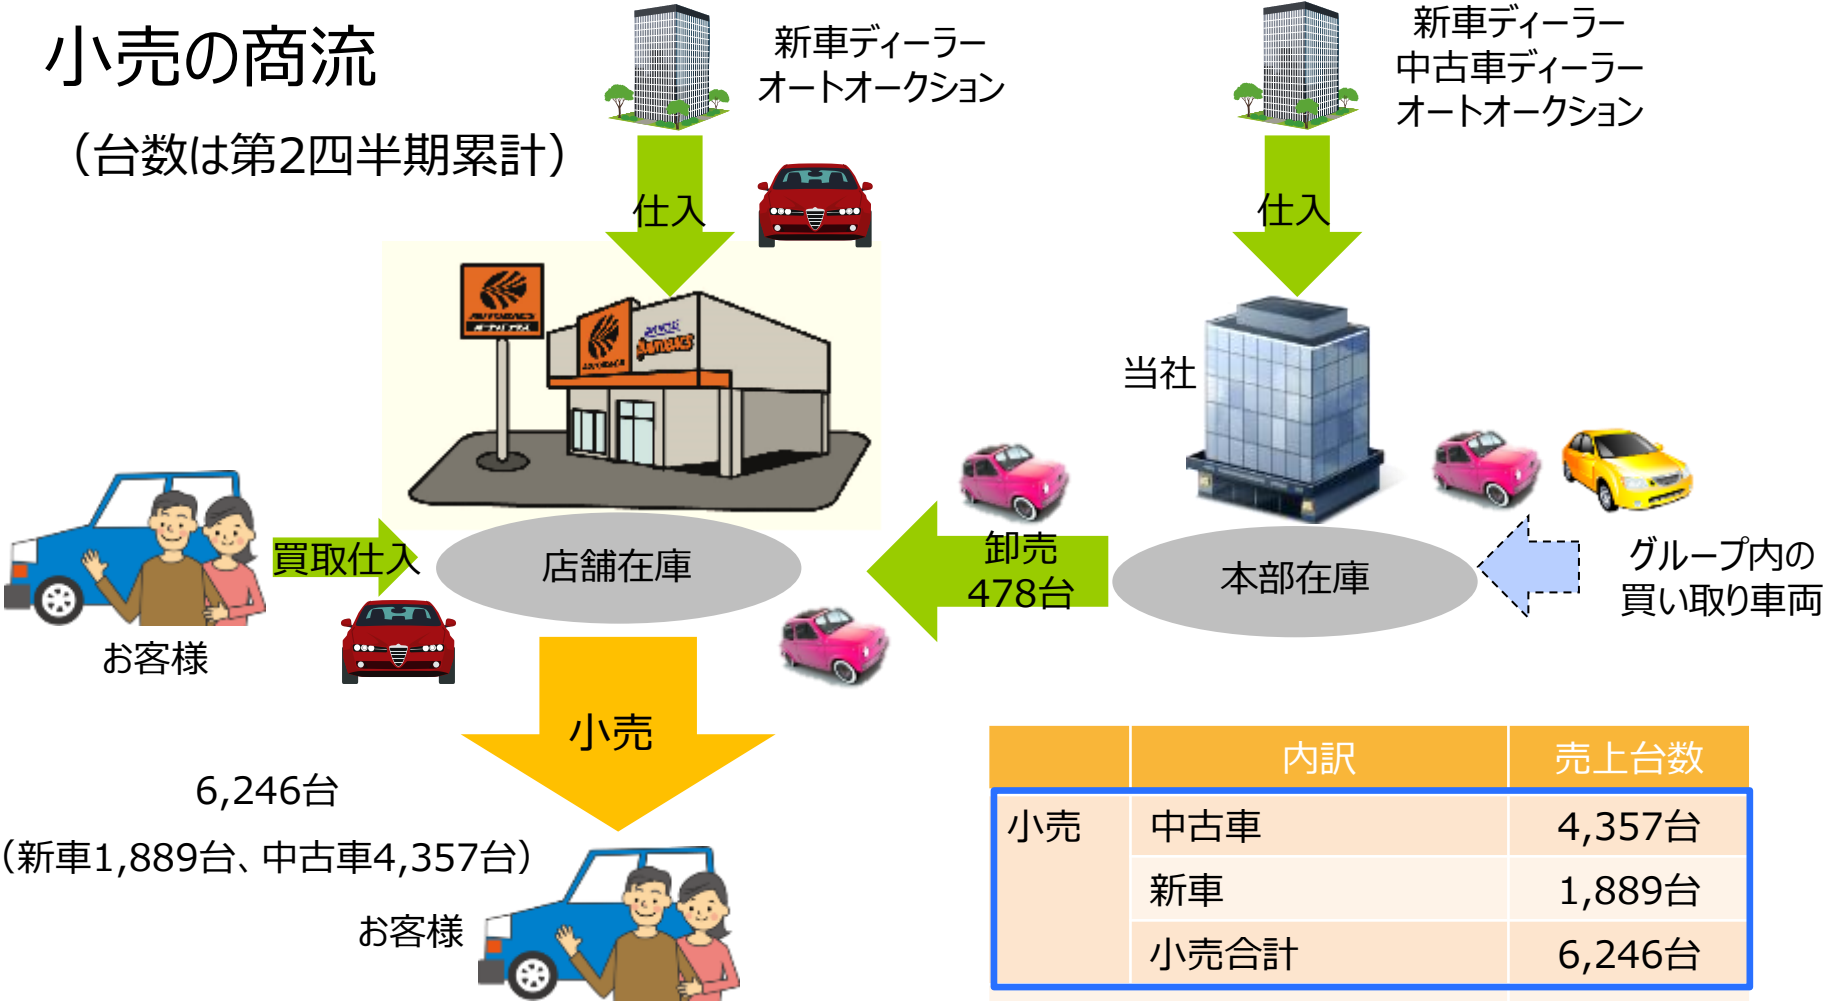 小売の商流
（台数は第2四半期累計）
新車ディーラー
オートオークション
新車ディーラー
中古車ディーラー
オートオークション
仕入
仕入
AUTOBACS
AUTOBACS
当社
買取仕入
店舗在庫
卸売
478台
本部在庫
グループ内の
買い取り車両
お客様
小売
6,246台
（新車1,889台、中古車4,357台）
お客様
内訳 売上台数
小売 中古車 4,357台
新車 1,889台
小売合計 6,246台